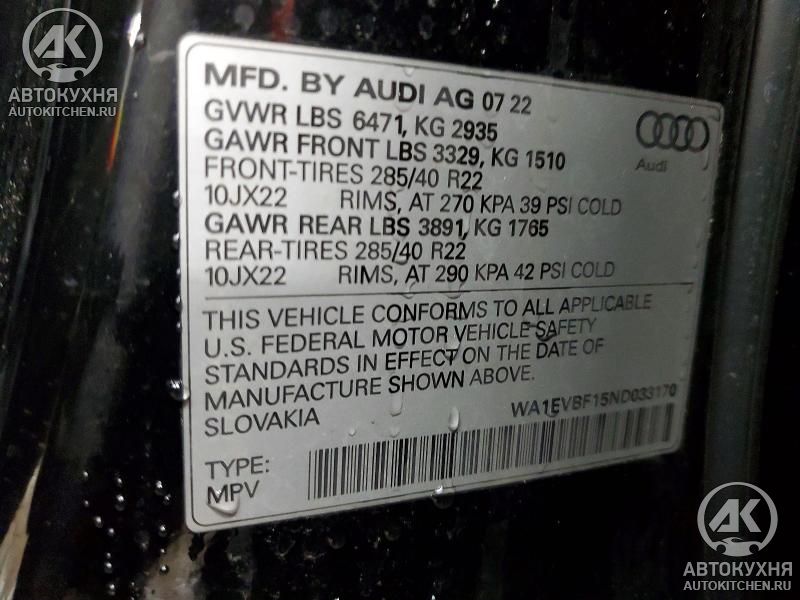 AK
АВТОКУХНЯ
AUTOKITCHEN.RU
MFD. BY AUDI AG 07 22
GVWR LBS 6471, KG 2935
GAWR FRONT LBS 3329, KG 1510
FRONT-TIRES 285/40 R22
10JX22 RIMS, AT 270 KPA 39 PSI COLD
GAWR REAR LBS 3891, KG 1765
REAR-TIRES 285/40 R22
10JX22 RIMS, AT 290 KPA 42 PSI COLD
Audi
THIS VEHICLE CONFORMS TO ALL APPLICABLE
U.S. FEDERAL MOTOR VEHICLE SAFETY
STANDARDS IN EFFECT ON THE DATE OF
MANUFACTURE SHOWN ABOVE.
SLOVAKIA
WA1EVBF15ND033170
TYPE:
MPV
AK
АВТОКУХНЯ
AUTOKITCHEN.RU